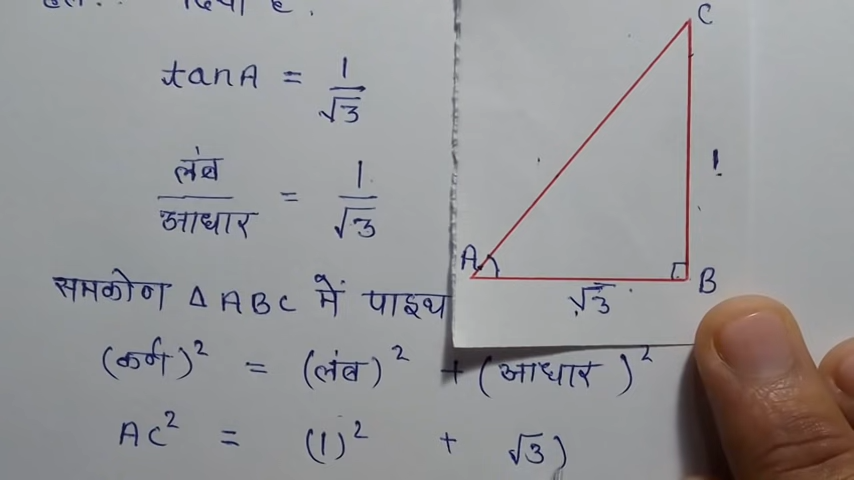 हल:. दिया है.
tanA = 1/√3
लंब/आधार = 1/√3
समकोण Δ ABC में पाइथ
(कर्ण)² = (लंब)² + (आधार)²
AC² = (1)² + √3)
C
1
A
B
√3